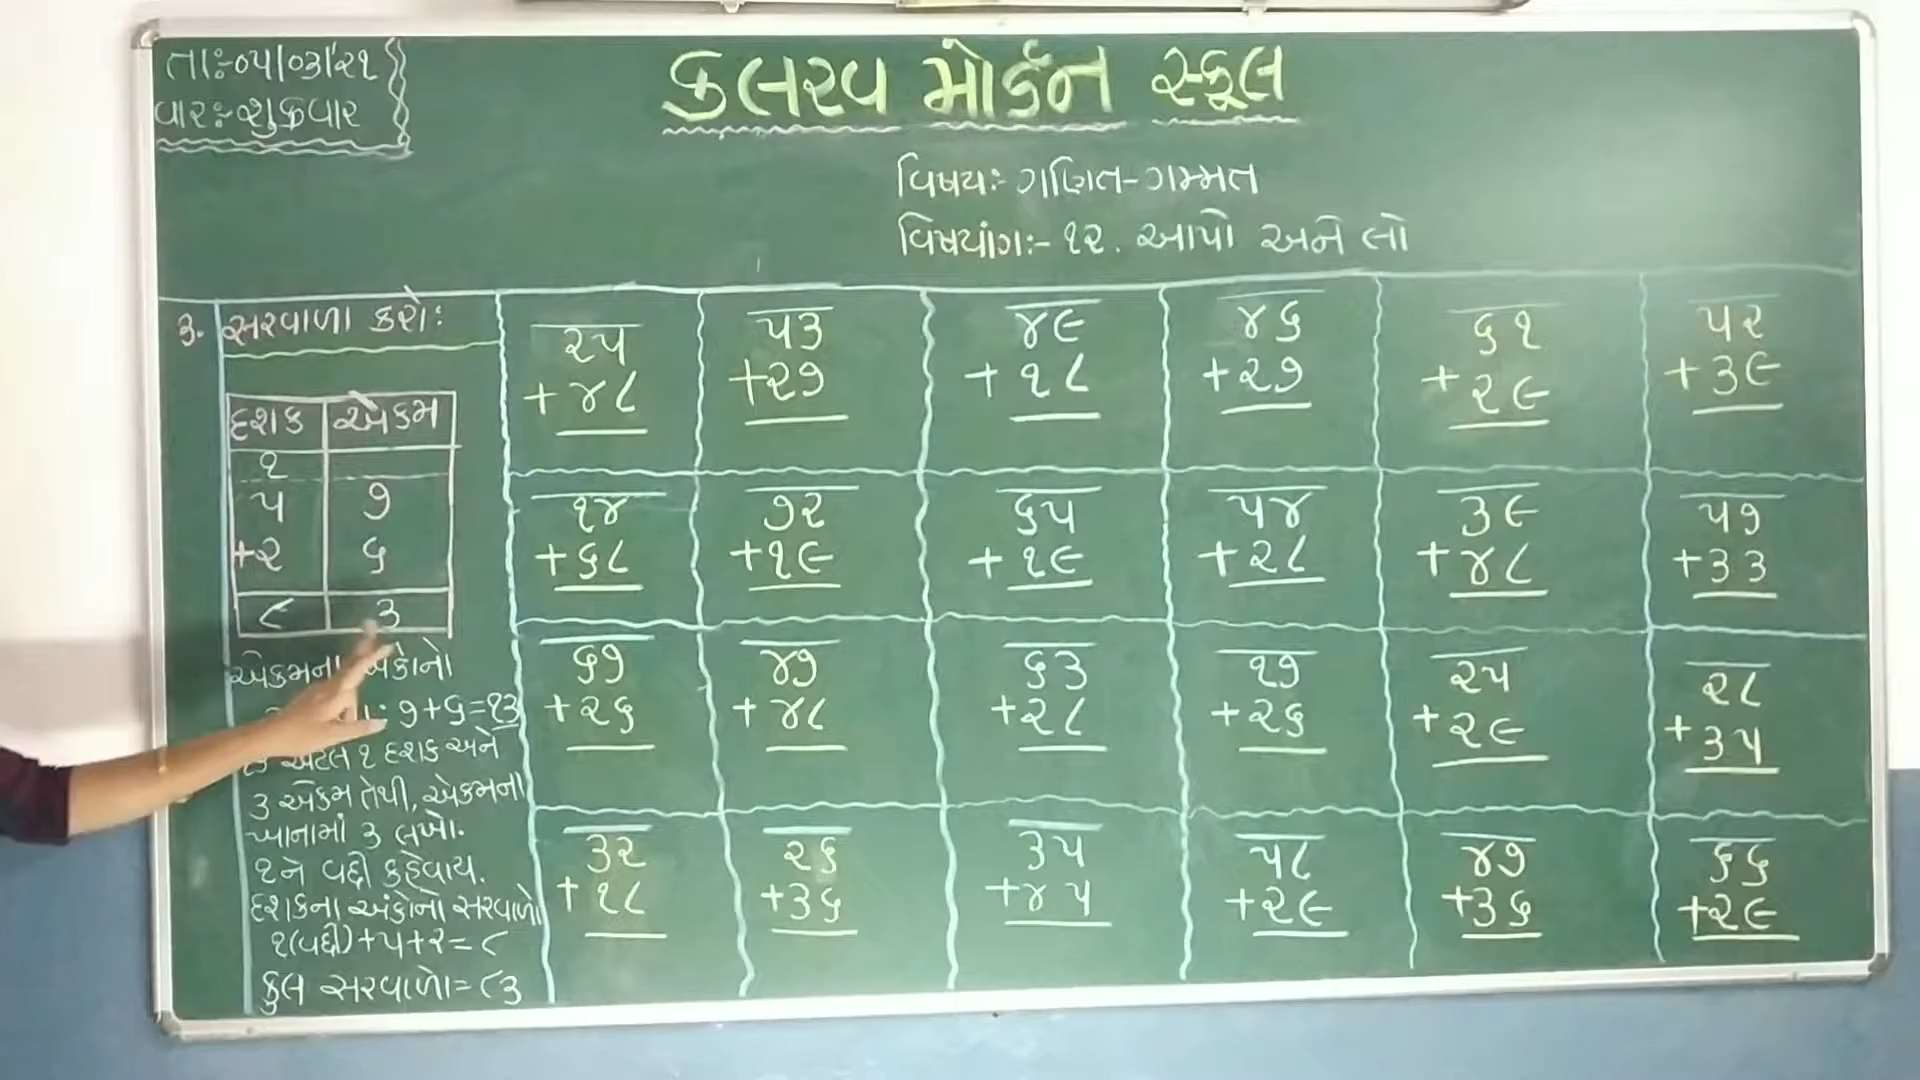 તાઃ-૦૫/૦૩/૨૧
વારઃ-શુક્રવાર
કલરવ મોર્ડન સ્કૂલ
વિષયઃ- ગણિત-ગમ્મત
વિષયાંગઃ- ૧૨. આપો અને લો
૩. સરવાળા કરોઃ
દશક એકમ
૧
૫ ૭
+૨ ૬
૮ ૩
એકમના અંકોનો
૭+૬=૧૩
એટલે ૧ દશક અને
૩ એકમ તેથી, એકમના
ખાનામાં ૩ લખો.
૧ને વદ્દી કહેવાય.
દશકના અંકોનો સરવાળો
૧(વદ્દી)+૫+૨=૮
કુલ સરવાળો=૮૩
૨૫ ૫૩ ૪૯ ૪૬ ૬૧ ૫૨
+૪૮ +૨૭ +૧૮ +૨૭ +૨૯ +૩૯
૧૪ ૭૨ ૬૫ ૫૪ ૩૯ ૫૭
+૬૮ +૧૯ +૧૯ +૨૮ +૪૮ +૩૩
૬૭ ૪૭ ૬૩ ૧૭ ૨૫ ૨૮
+૨૬ +૪૮ +૨૮ +૨૬ +૨૯ +૩૫
૩૨ ૨૬ ૩૫ ૫૮ ૪૭ ૬૬
+૧૮ +૩૬ +૪૫ +૨૯ +૩૬ +૨૯